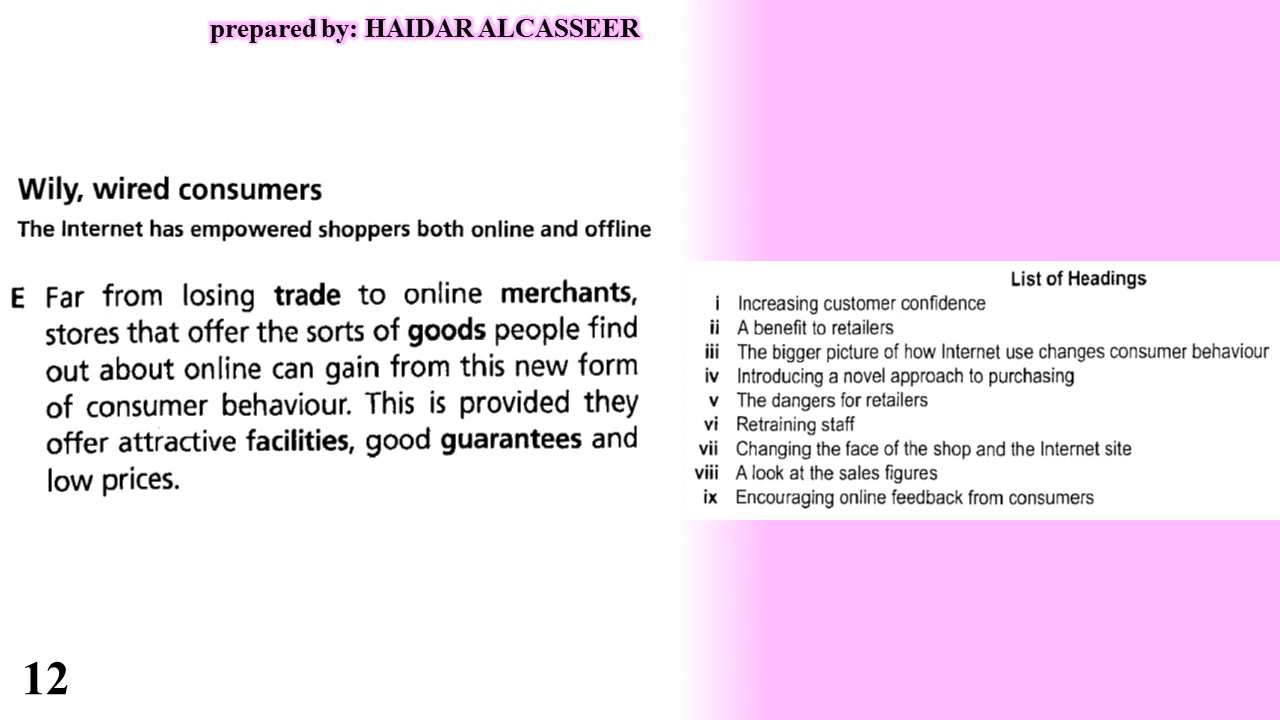 prepared by: HAIDAR ALCASSEER
Wily, wired consumers
The Internet has empowered shoppers both online and offline
E Far from losing trade to online merchants,
stores that offer the sorts of goods people find
out about online can gain from this new form
of consumer behaviour. This is provided they
offer attractive facilities, good guarantees and
low prices.
List of Headings
i Increasing customer confidence
ii A benefit to retailers
iii The bigger picture of how Internet use changes consumer behaviour
iv Introducing a novel approach to purchasing
v The dangers for retailers
vi Retraining staff
vii Changing the face of the shop and the Internet site
viii A look at the sales figures
ix Encouraging online feedback from consumers
12